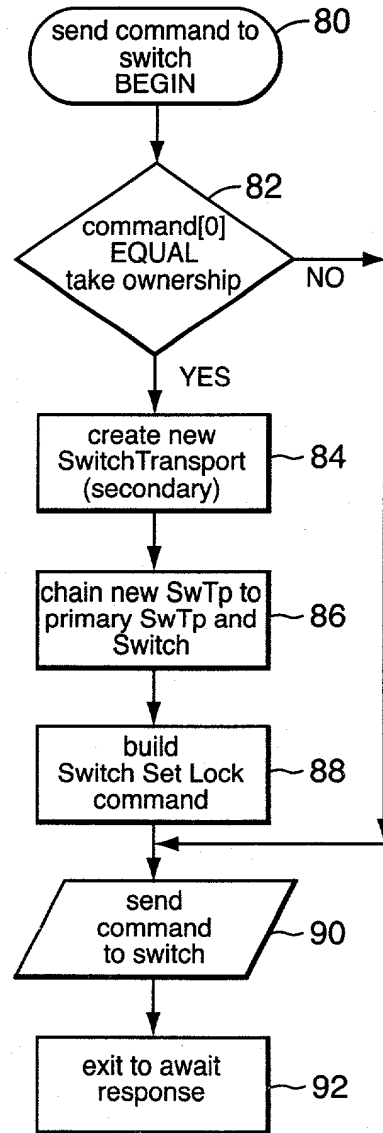 send command to
switch
BEGIN
80
82
command[0]
EQUAL
take ownership
NO
YES
create new
SwitchTransport
(secondary)
84
chain new SwTp to
primary SwTp and
Switch
86
build
Switch Set Lock
command
88
send
command
to switch
90
exit to await
response
92